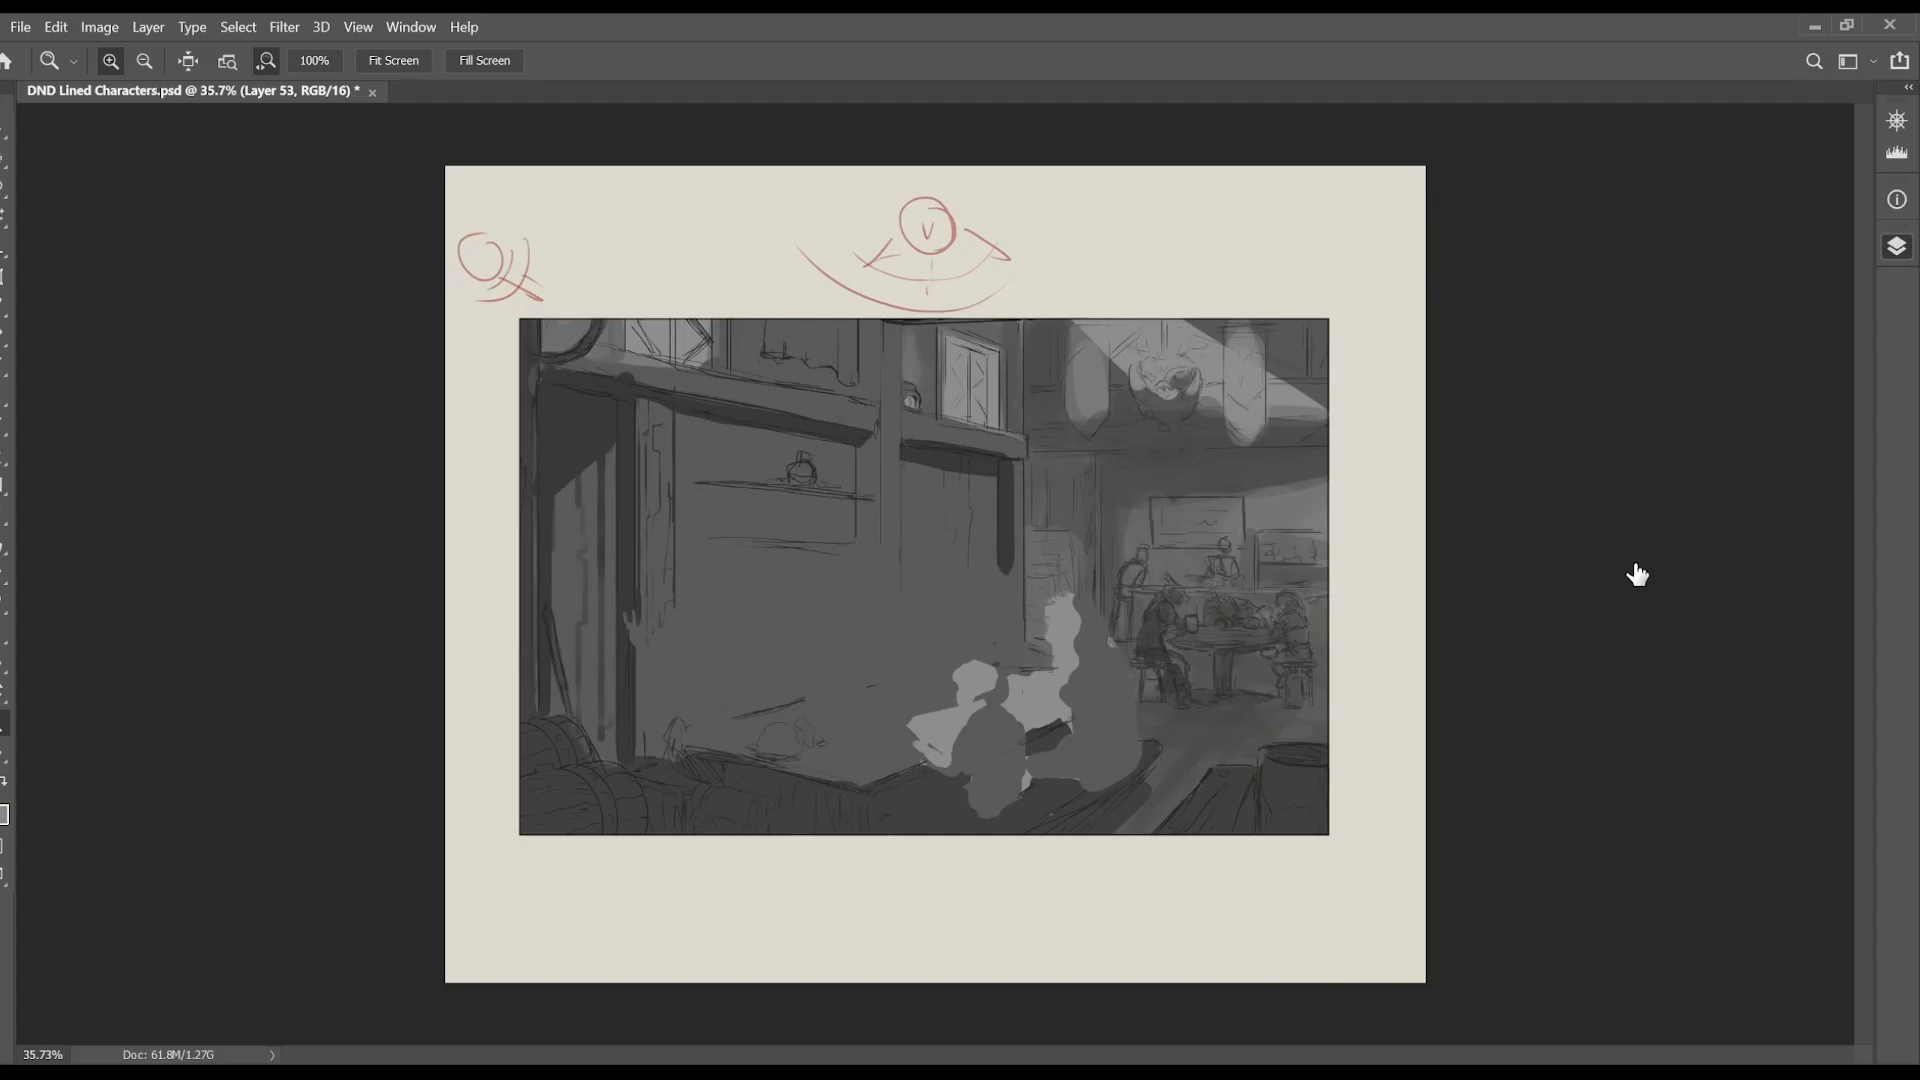 File Edit Image Layer Type Select Filter 3D View Window Help
100% Fit Screen Fill Screen
DND Lined Characters.psd @ 35.7% (Layer 53, RGB/16) *
V
35.73% Doc: 61.8M/1.27G